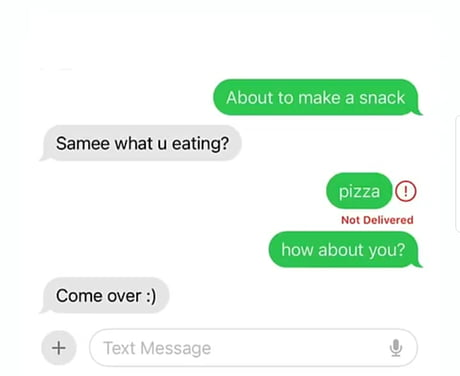 About to make a snack
Samee what u eating?
pizza
Not Delivered
how about you?
Come over :)
Text Message